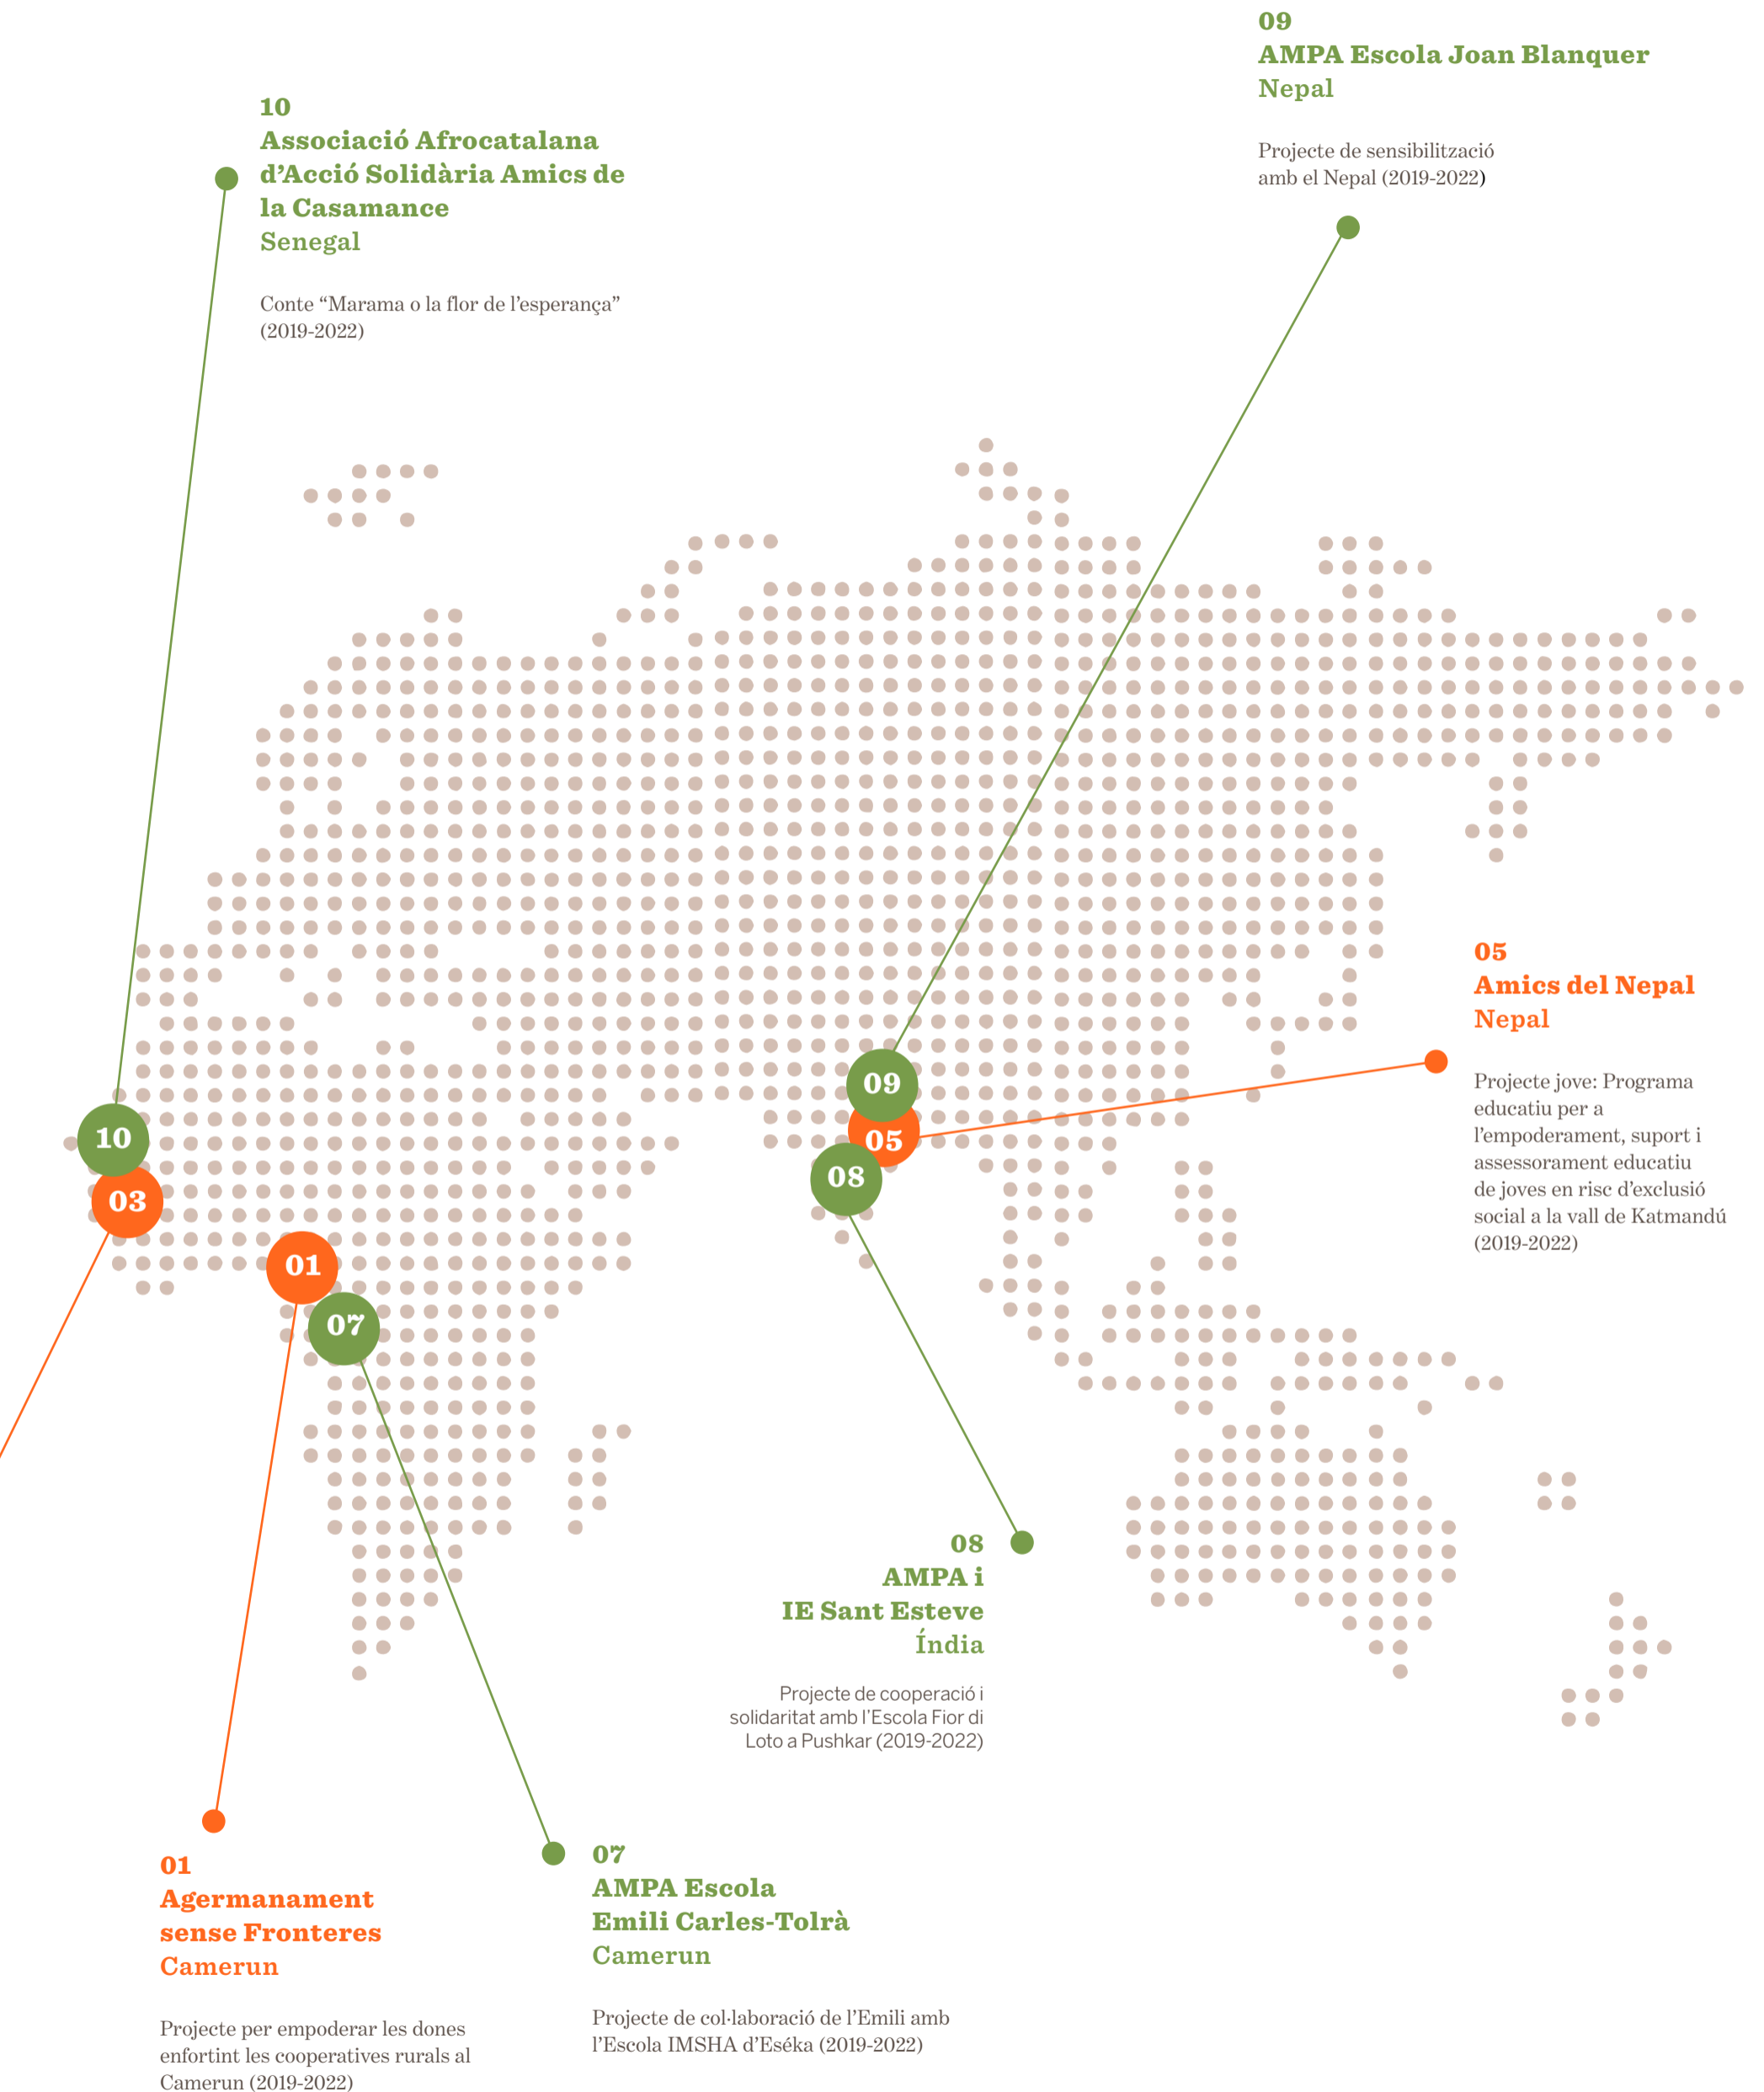 09
AMPA Escola Joan Blanquer
Nepal
Projecte de sensibilització
amb el Nepal (2019-2022)
10
Associació Afrocatalana
d’Acció Solidària Amics de
la Casamance
Senegal
Conte “Marama o la flor de l’esperança”
(2019-2022)
05
Amics del Nepal
Nepal
Projecte jove: Programa
educatiu per a
l’empoderament, suport i
assessorament educatiu
de joves en risc d’exclusió
social a la vall de Katmandú
(2019-2022)
09
05
08
10
03
01
07
08
AMPA i
IE Sant Esteve
Índia
Projecte de cooperació i
solidaritat amb l’Escola Fior di
Loto a Pushkar (2019-2022)
01
Agermanament
sense Fronteres
Camerun
Projecte per empoderar les dones
enfortint les cooperatives rurals al
Camerun (2019-2022)
07
AMPA Escola
Emili Carles-Tolrà
Camerun
Projecte de col·laboració de l’Emili amb
l’Escola IMSHA d’Eséka (2019-2022)